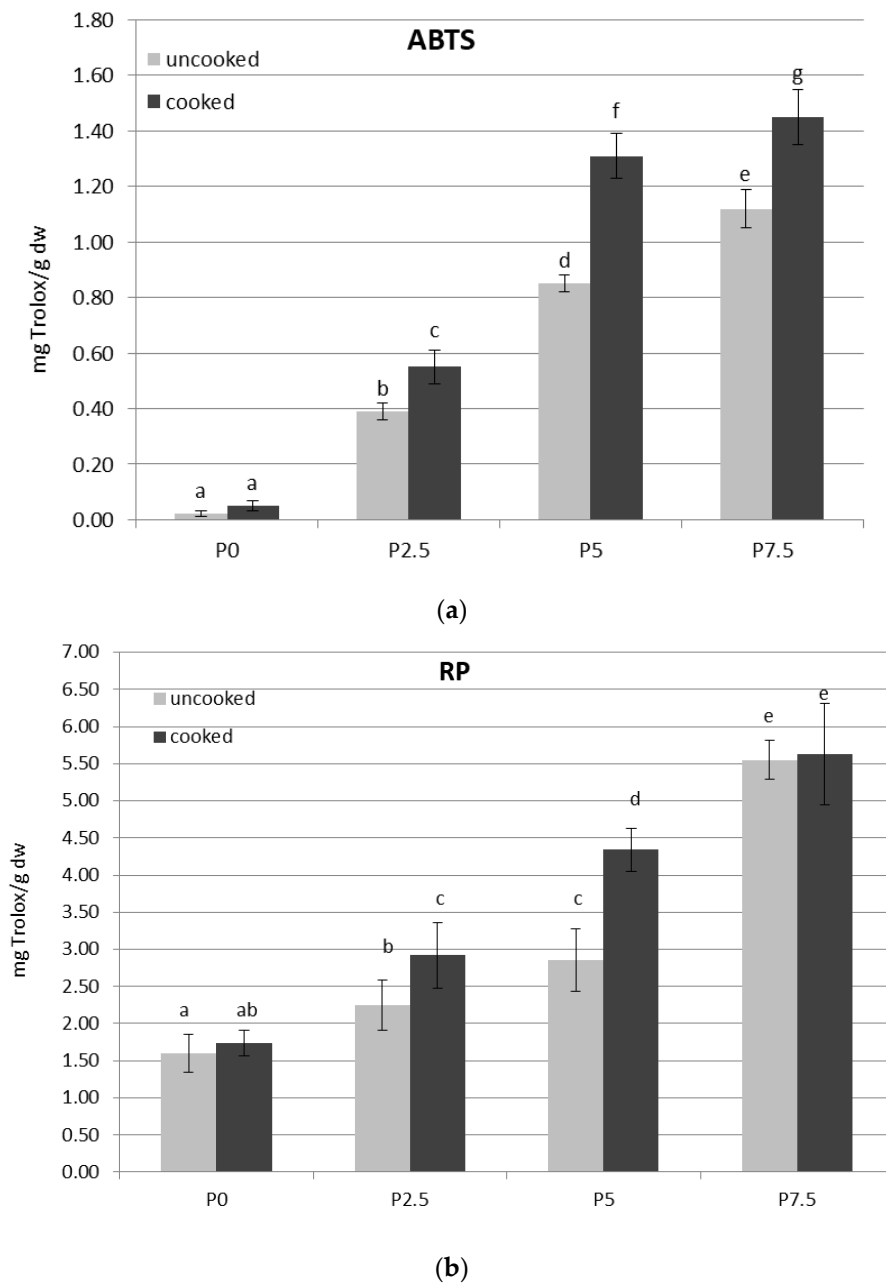 ABTS
uncooked
cooked
mg Trolox/g dw
1.80
1.60
1.40
1.20
1.00
0.80
0.60
0.40
0.20
0.00
a a b c d f e g
P0 P2.5 P5 P7.5
(a)
RP
uncooked
cooked
mg Trolox/g dw
7.00
6.50
6.00
5.50
5.00
4.50
4.00
3.50
3.00
2.50
2.00
1.50
1.00
0.50
0.00
a ab b c c d e e
P0 P2.5 P5 P7.5
(b)